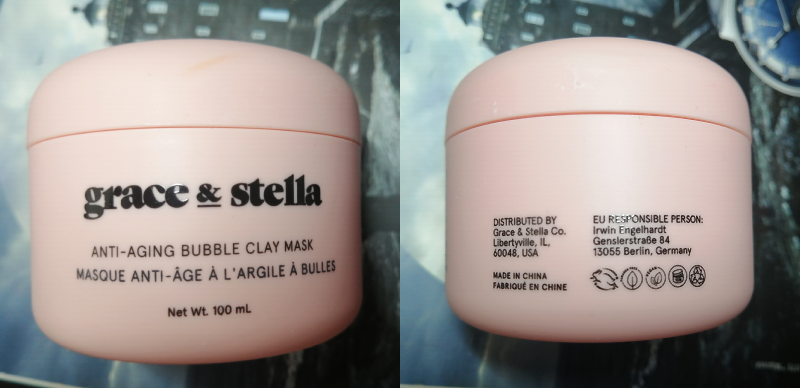 grace & stella
ANTI-AGING BUBBLE CLAY MASK
MASQUE ANTI-ÂGE À L'ARGILE À BULLES
Net Wt. 100 mL
DISTRIBUTED BY
Grace & Stella Co.
Libertyville, IL,
60048, USA
MADE IN CHINA
FABRIQUÉ EN CHINE
EU RESPONSIBLE PERSON:
Irwin Engelhardt
Genslerstraße 84
13055 Berlin, Germany